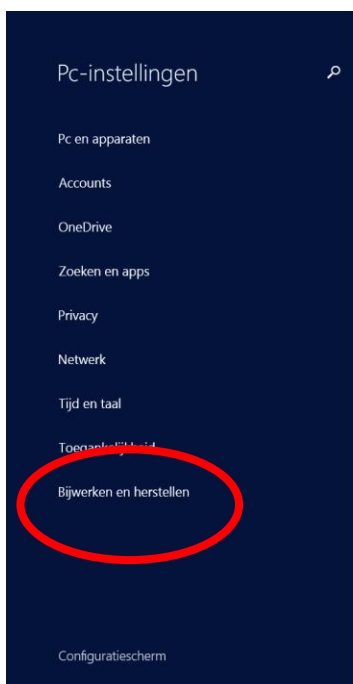 Pc-instellingen
Pc en apparaten
Accounts
OneDrive
Zoeken en apps
Privacy
Netwerk
Tijd en taal
Toegankelijkheid
Bijwerken en herstellen
Configuratiescherm